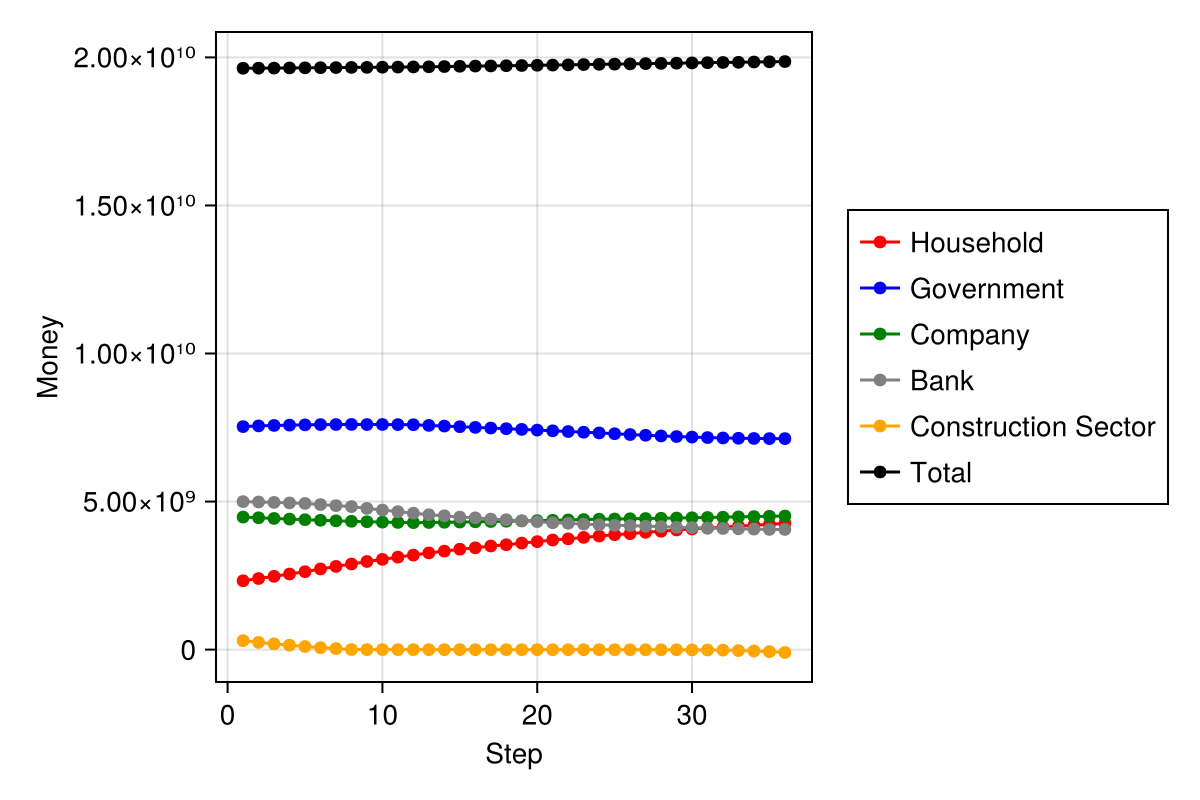 2.00×10¹⁰
1.50×10¹⁰
1.00×10¹⁰
5.00×10⁹
0
Money
0 10 20 30
Step
Household
Government
Company
Bank
Construction Sector
Total